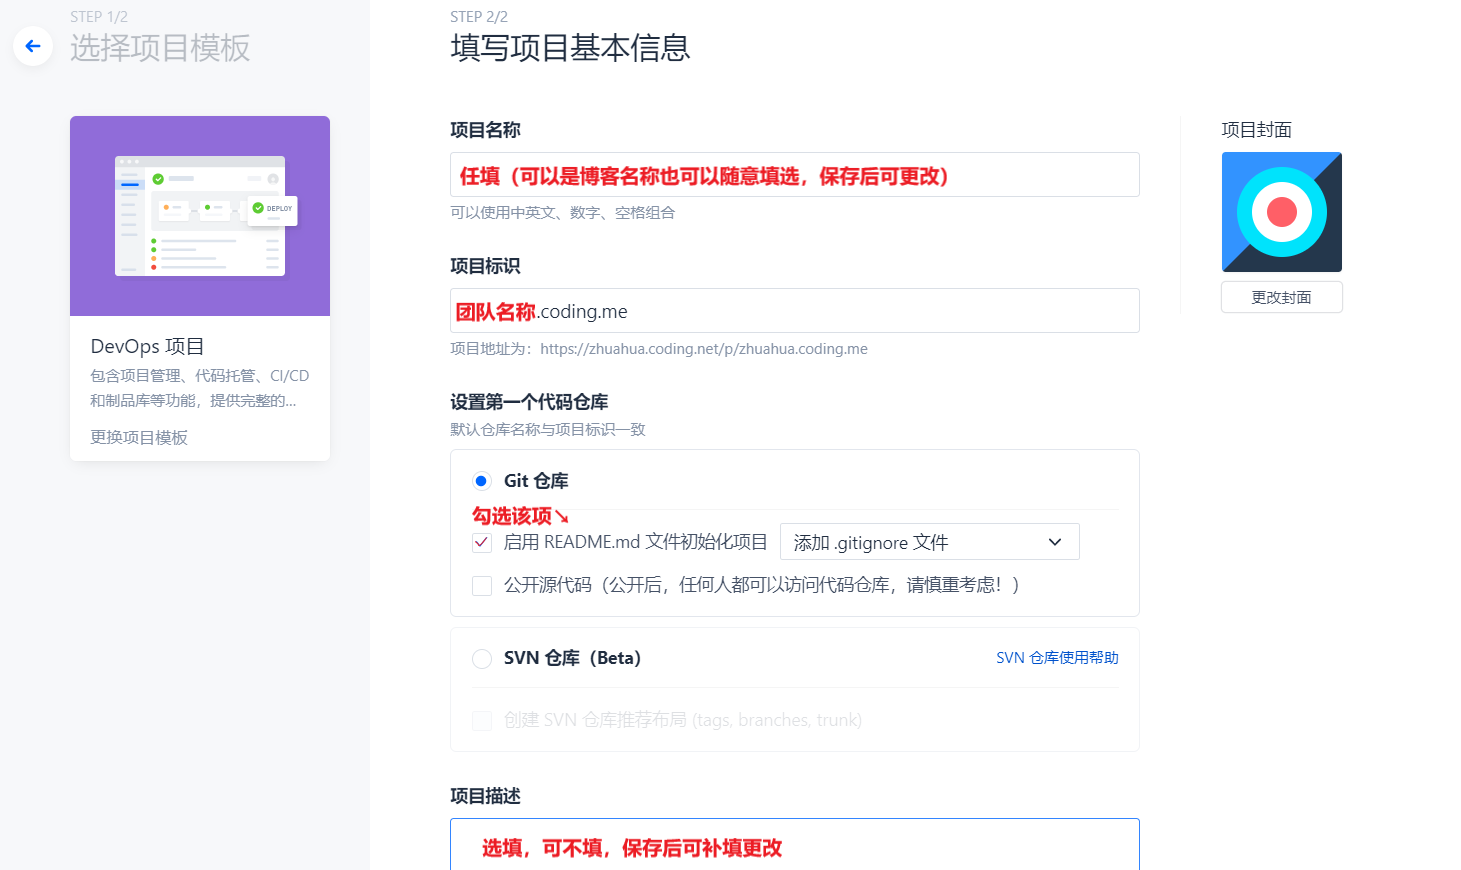 STEP 1/2
选择项目模板
DEPLOY
DevOps 项目
包含项目管理、代码托管、CI/CD
和制品库等功能，提供完整的...
更换项目模板
STEP 2/2
填写项目基本信息
项目名称
任填（可以是博客名称也可以随意填选，保存后可更改）
可以使用中英文、数字、空格组合
项目标识
团队名称.coding.me
项目地址为：https://zhuahua.coding.net/p/zhuahua.coding.me
设置第一个代码仓库
默认仓库名称与项目标识一致
Git 仓库
勾选该项↘
启用 README.md 文件初始化项目 添加 .gitignore 文件
公开源代码（公开后，任何人都可以访问代码仓库，请慎重考虑！）
SVN 仓库（Beta） SVN 仓库使用帮助
创建 SVN 仓库推荐布局 (tags, branches, trunk)
项目描述
选填，可不填，保存后可补填更改
项目封面
更改封面